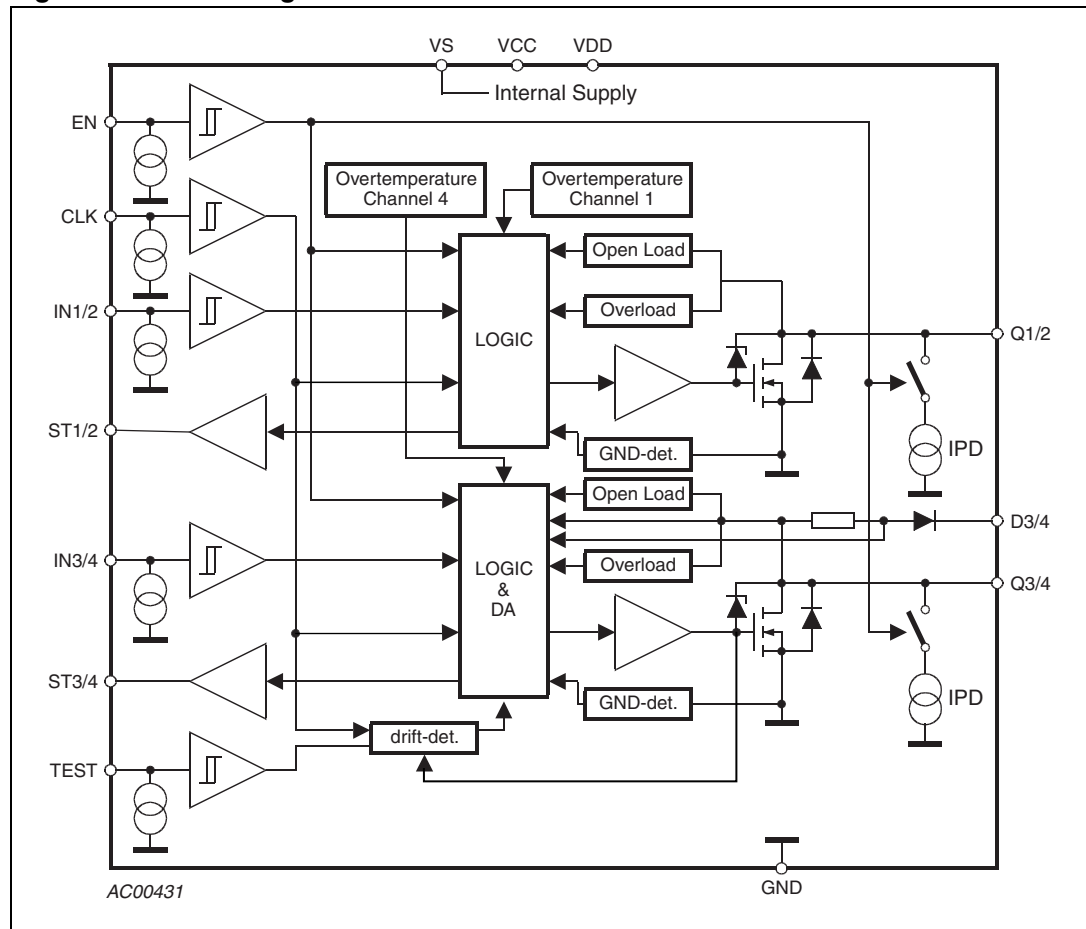 VS VCC VDD
Internal Supply
EN
Overtemperature
Channel 4
Overtemperature
Channel 1
CLK
Open Load
IN1/2
Overload
LOGIC
Q1/2
ST1/2
GND-det.
IPD
Open Load
D3/4
IN3/4
LOGIC
&
DA
Overload
Q3/4
ST3/4
GND-det.
IPD
drift-det.
TEST
GND
AC00431